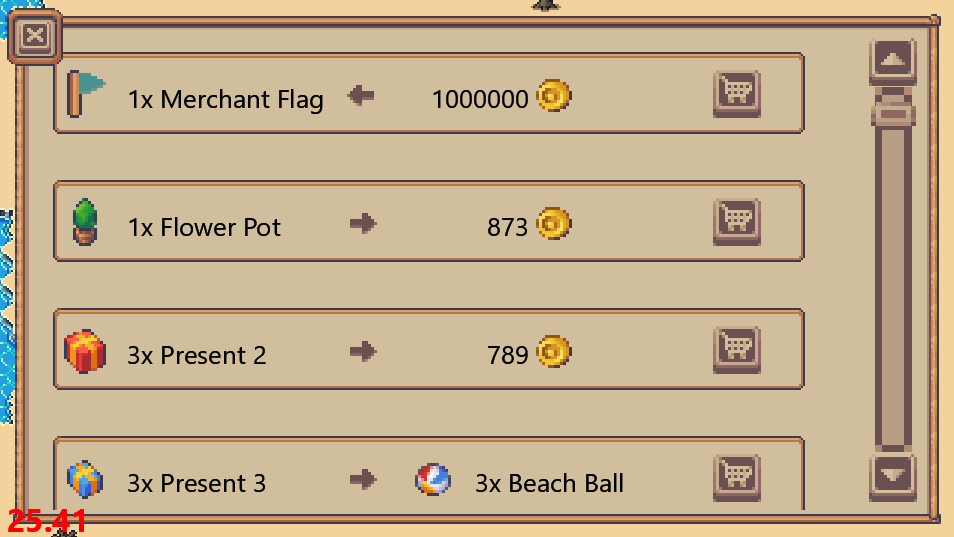 1x Merchant Flag 1000000
1x Flower Pot 873
3x Present 2 789
3x Present 3 3x Beach Ball
25.41